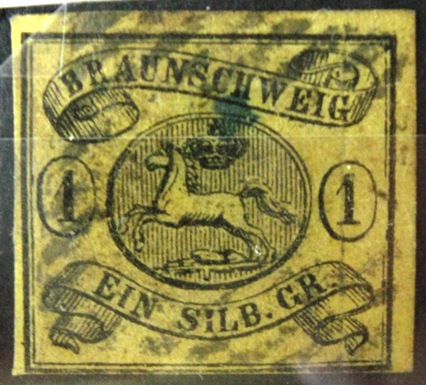 BRAUNSCHWEIG
1 1
EIN SILB. GR.